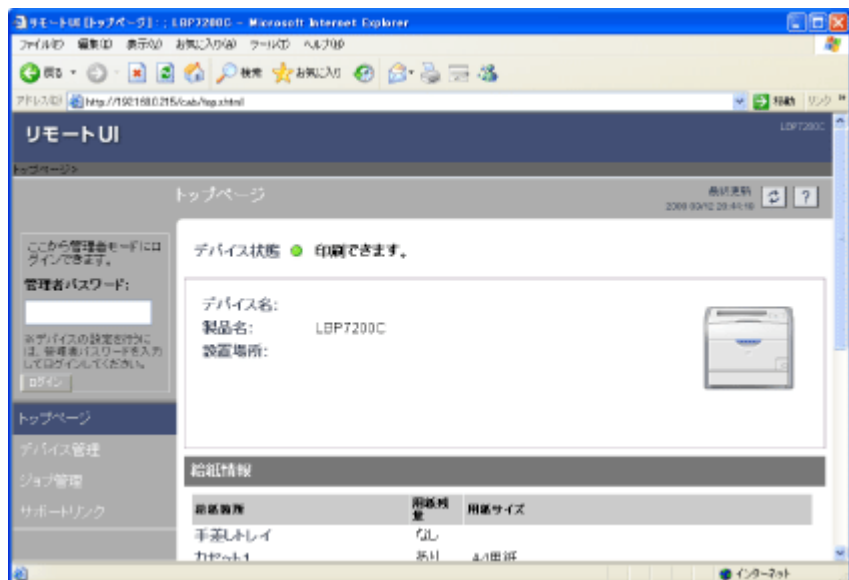 リモートUI [トップページ] : ; LBP7200C - Microsoft Internet Explorer
ファイル(F) 編集(E) 表示(V) お気に入り(A) ツール(T) ヘルプ(H)
戻る 検索 お気に入り
アドレス(D) http://192.168.0.215/cab/top.shtml 移動 リンク
リモートUI
LBP7200C
トップページ>
トップページ
最終更新
ここから管理者モードにロ
グインできます。
管理者パスワード:
※デバイスの設定を行うに
は、管理者パスワードを入力
してログインしてください。
ログイン
トップページ
デバイス管理
ジョブ管理
サポートリンク
デバイス状態 印刷できます。
デバイス名:
製品名: LBP7200C
設置場所:
給紙情報
給紙箇所 用紙残量 用紙サイズ
手差しトレイ なし
カセット1 あり A4用紙
インターネット